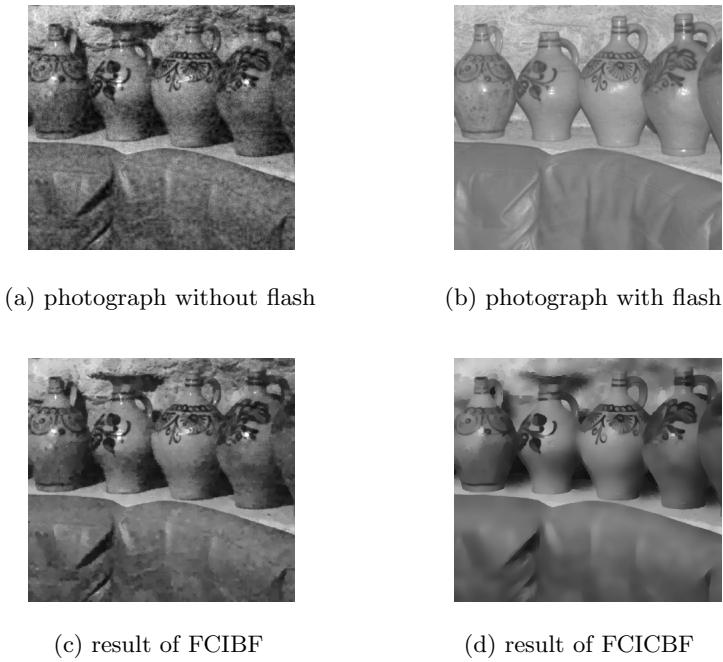 (a) photograph without flash
(b) photograph with flash
(c) result of FCIBF
(d) result of FCICBF